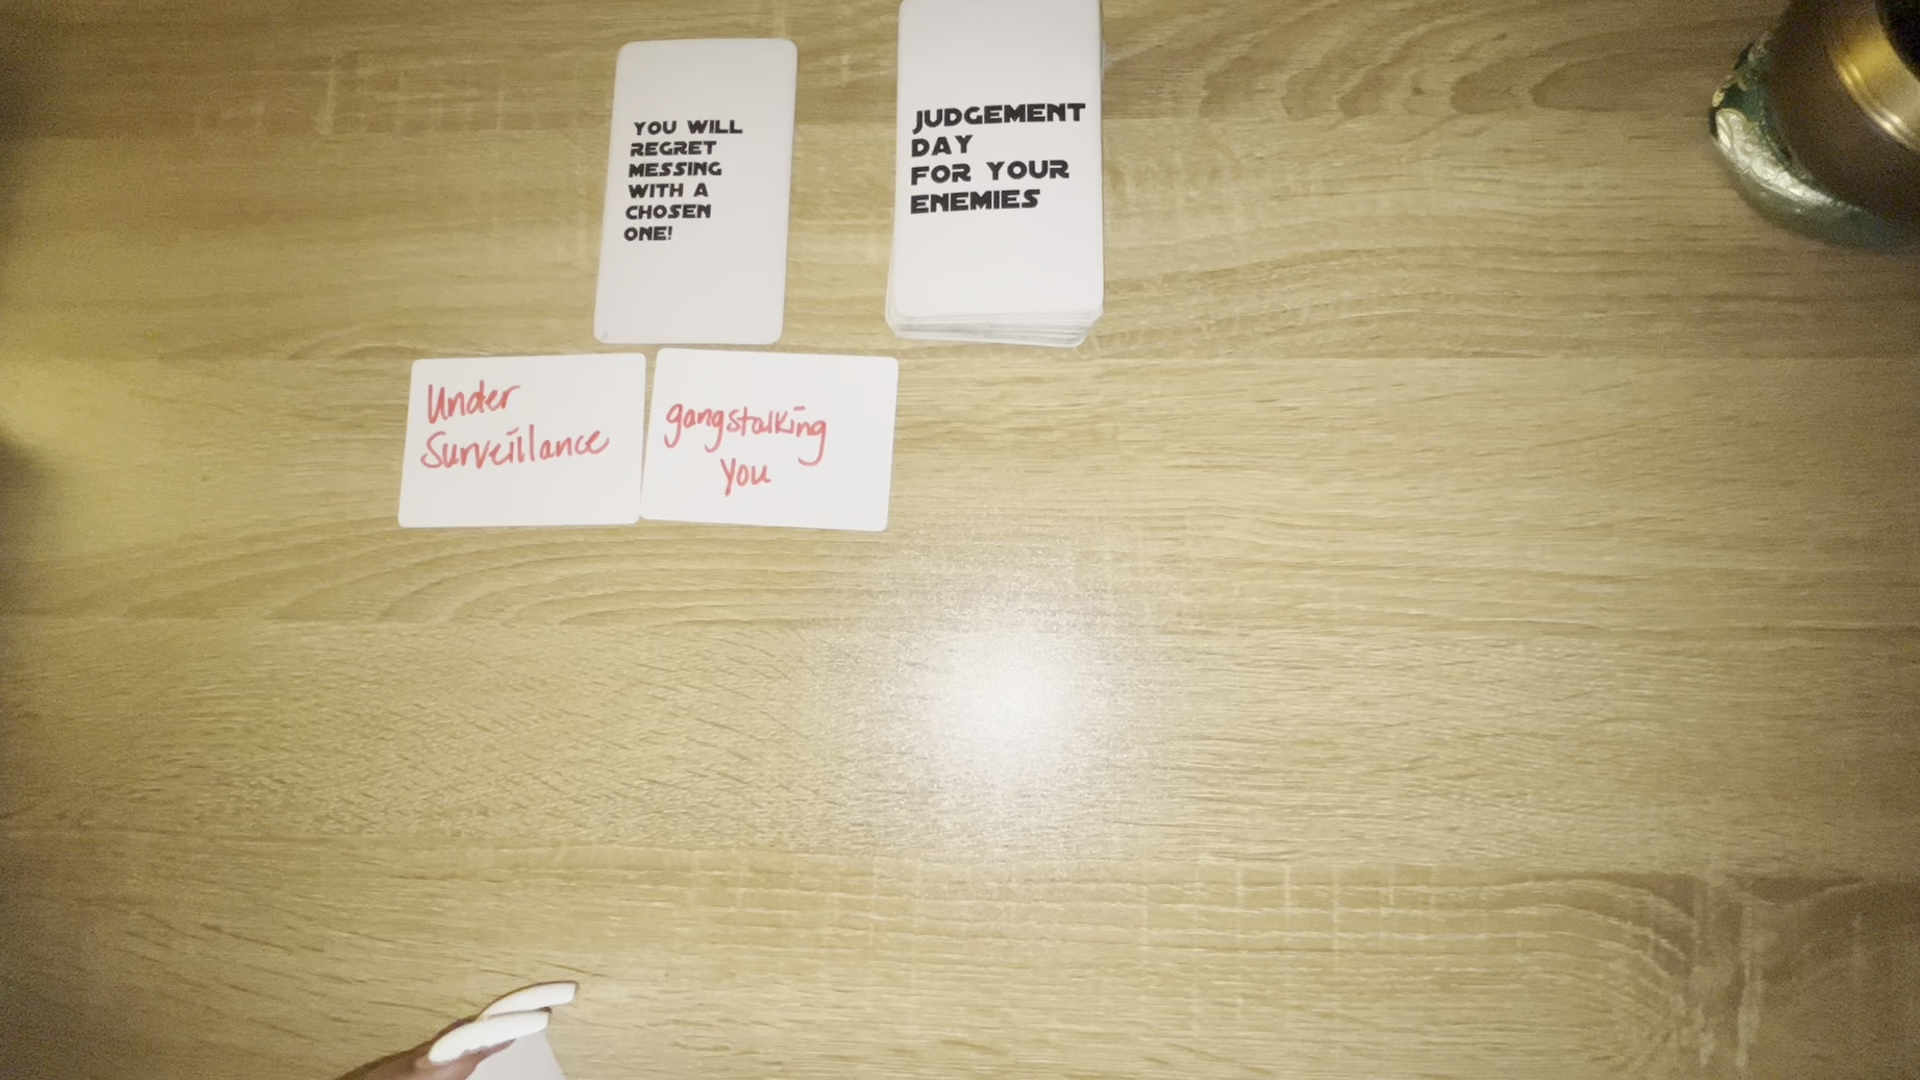 YOU WILL
REGRET
MESSING
WITH A
CHOSEN
ONE!
JUDGEMENT
DAY
FOR YOUR
ENEMIES
Under
Surveillance
gangstalking
You